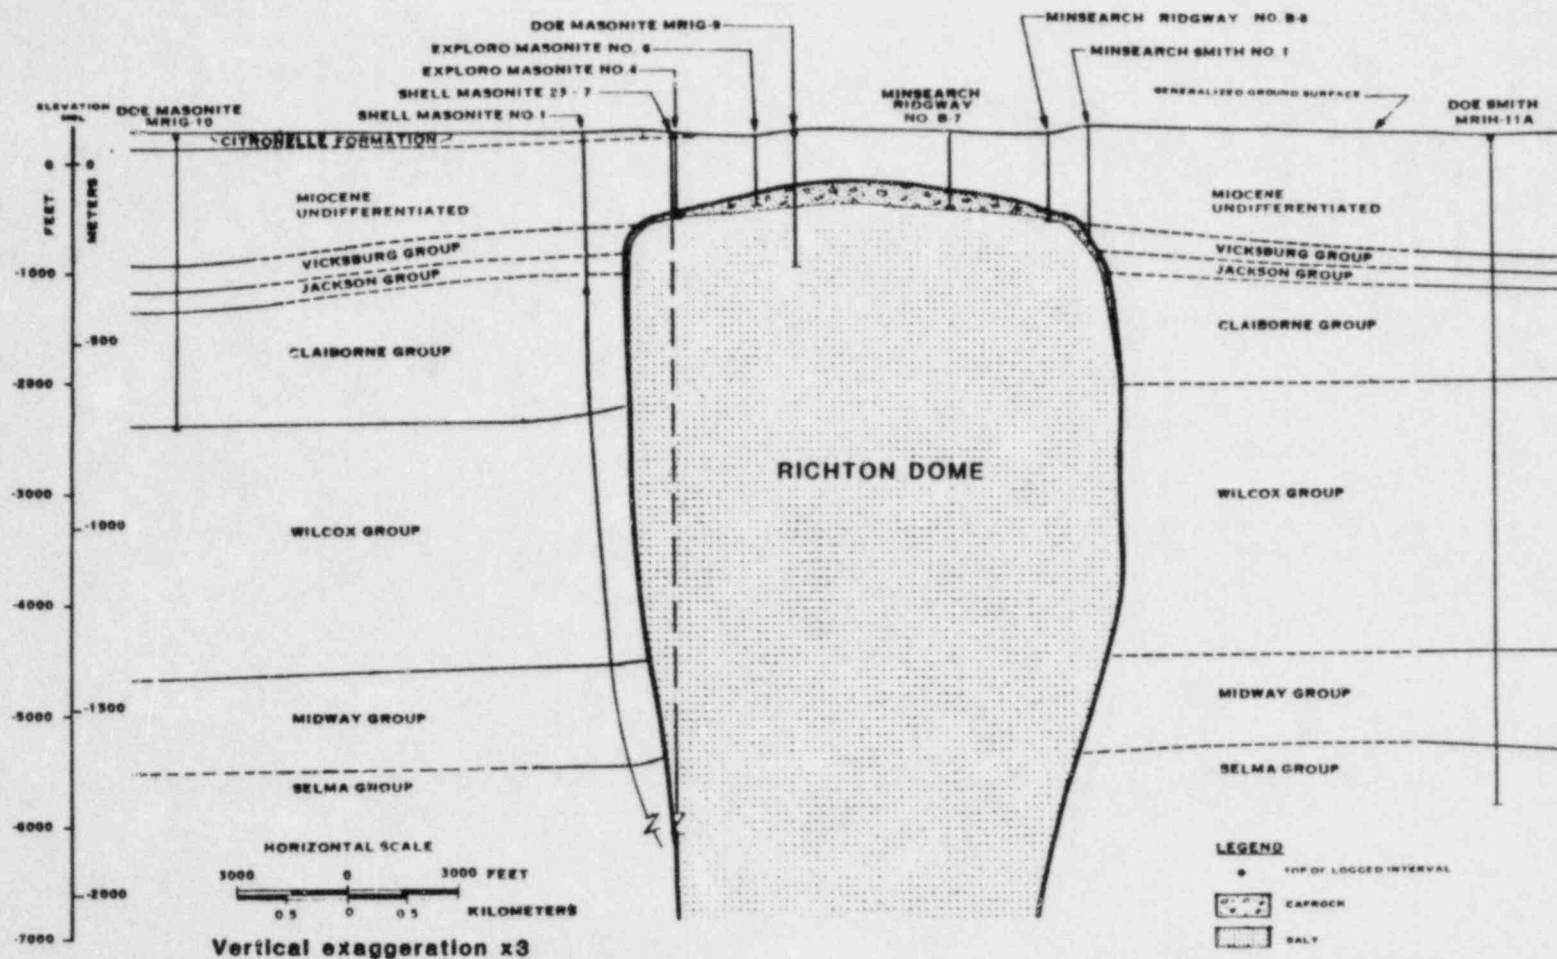 DOE MASONITE MRIG-9
EXPLORO MASONITE NO. 6
EXPLORO MASONITE NO 4
SHELL MASONITE 23-7
SHELL MASONITE NO. 1
MINSEARCH RIDGWAY NO. B-8
MINSEARCH SMITH NO 1
GENERALIZED GROUND SURFACE
MINSEARCH
RIDGWAY
NO. B-7
ELEVATION
MSL
DOE MASONITE
MRIG-10
DOE SMITH
MRIH-11A
CITRONELLE FORMATION
FEET
METERS
0
0
-1000
-500
-2000
-3000
-1000
-4000
-5000
-1500
-6000
-2000
-7000
MIOCENE
UNDIFFERENTIATED
VICKSBURG GROUP
JACKSON GROUP
CLAIBORNE GROUP
WILCOX GROUP
MIDWAY GROUP
SELMA GROUP
RICHTON DOME
MIOCENE
UNDIFFERENTIATED
VICKSBURG GROUP
JACKSON GROUP
CLAIBORNE GROUP
WILCOX GROUP
MIDWAY GROUP
SELMA GROUP
HORIZONTAL SCALE
3000 0 3000 FEET
0.5 0 0.5 KILOMETERS
Vertical exaggeration x3
LEGEND
TOP OF LOGGED INTERVAL
CAPROCK
SALT